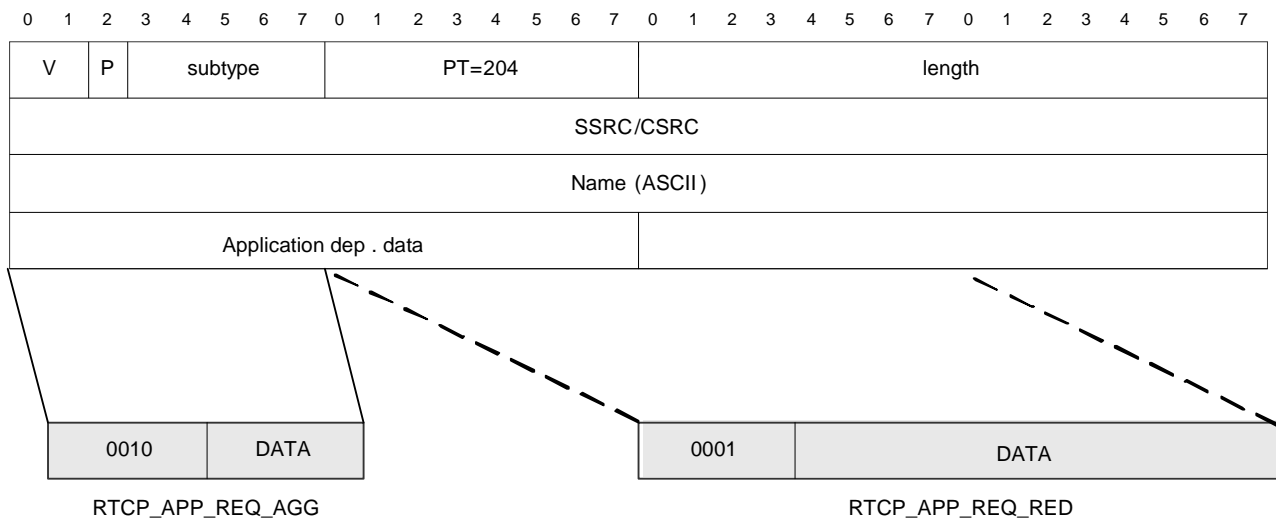 0 1 2 3 4 5 6 7 0 1 2 3 4 5 6 7 0 1 2 3 4 5 6 7 0 1 2 3 4 5 6 7
V P subtype PT=204 length
SSRC/CSRC
Name (ASCII)
Application dep . data
0010 DATA 0001 DATA
RTCP_APP_REQ_AGG RTCP_APP_REQ_RED